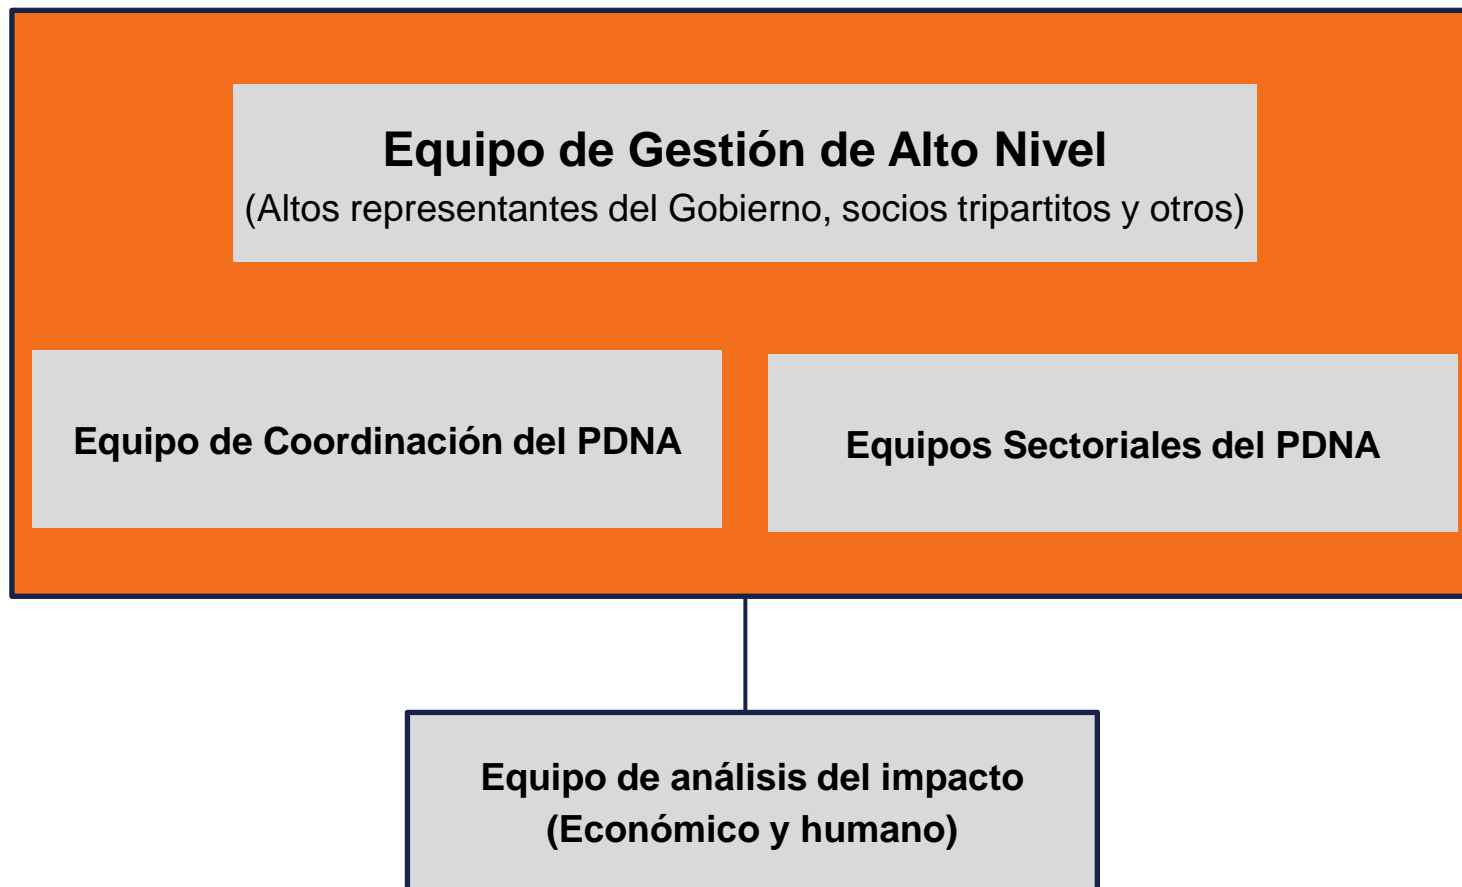 Equipo de Gestión de Alto Nivel
(Altos representantes del Gobierno, socios tripartitos y otros)
Equipo de Coordinación del PDNA
Equipos Sectoriales del PDNA
Equipo de análisis del impacto
(Económico y humano)